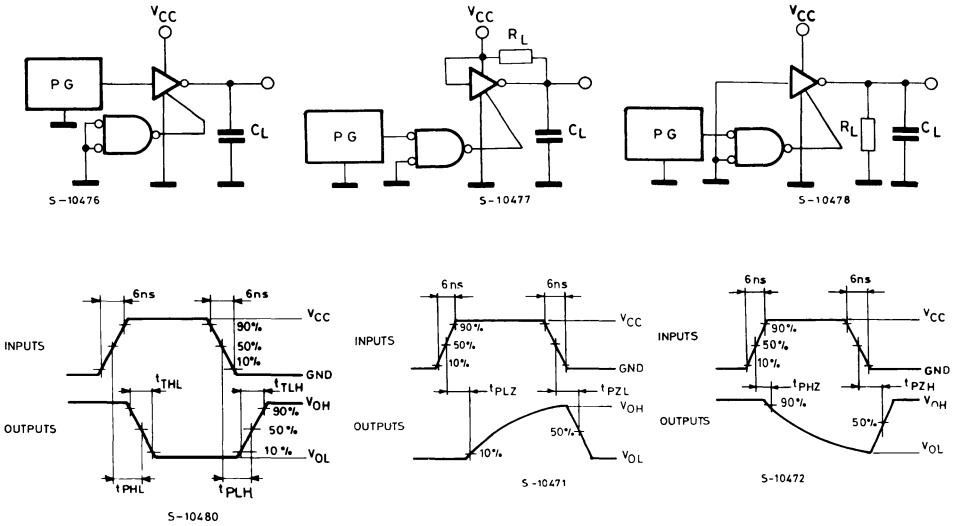 VCC
PG
CL
S-10476
VCC
RL
PG
CL
S-10477
VCC
PG
RL
CL
S-10478
6ns
6ns
VCC
90%
50%
10%
INPUTS
GND
tTHL
tTLH
VOH
90%
50%
10%
OUTPUTS
VOL
tPHL
tPLH
S-10480
6ns
6ns
VCC
90%
50%
10%
INPUTS
GND
tPLZ
tPZL
VOH
50%
10%
OUTPUTS
VOL
S-10471
6ns
6ns
VCC
90%
50%
10%
INPUTS
GND
tPHZ
tPZH
VOH
90%
50%
OUTPUTS
VOL
S-10472